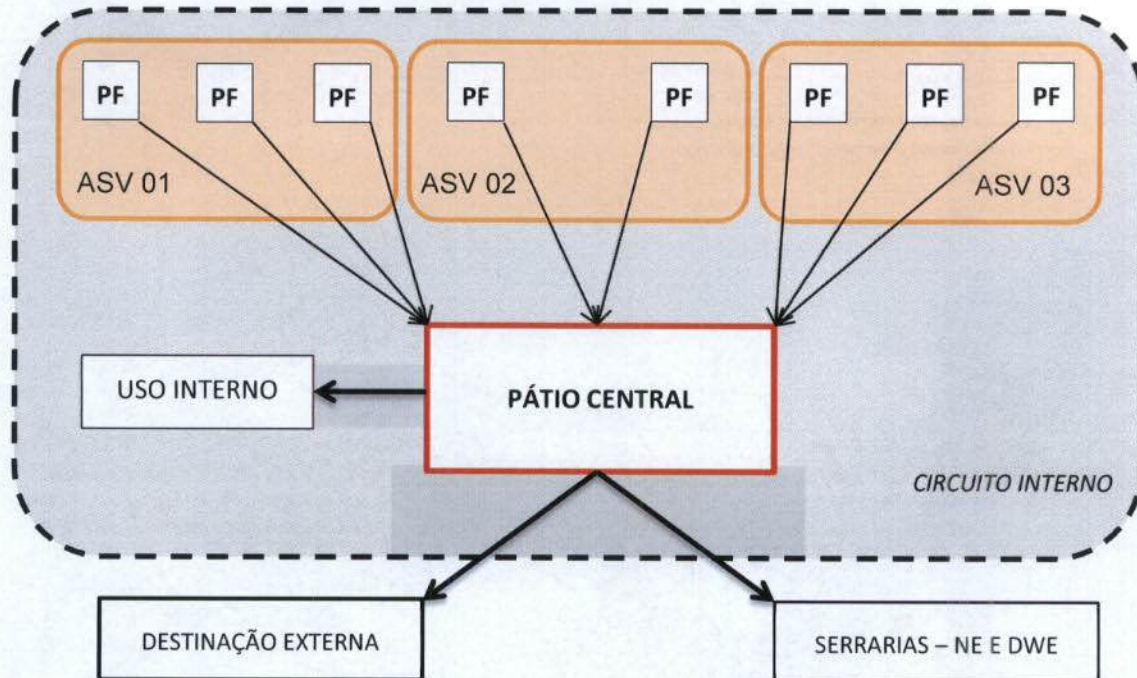 PF
PF
PF
PF
PF
PF
PF
PF
ASV 01
ASV 02
ASV 03
USO INTERNO
PÁTIO CENTRAL
CIRCUITO INTERNO
DESTINAÇÃO EXTERNA
SERRARIAS – NE E DWE